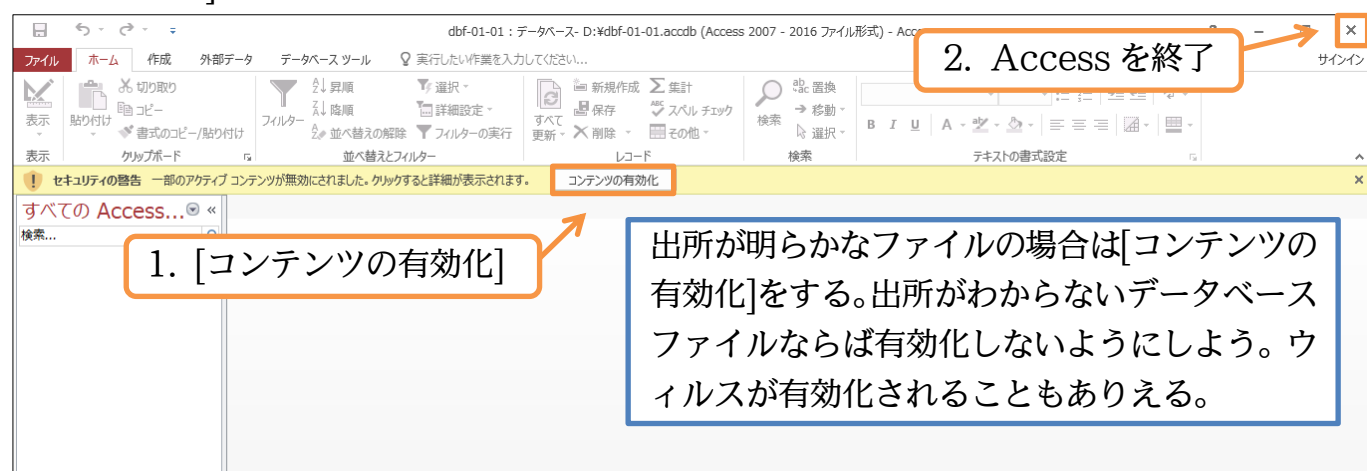 ]
dbf-01-01 : データベース- D:¥dbf-01-01.accdb (Access 2007 - 2016 ファイル形式) - Acc
2. Access を終了
ファイル ホーム 作成 外部データ データベース ツール 実行したい作業を入力してください... サインイン
表示 貼り付け 切り取り フィルター 昇順 選択 すべて更新 新規作成 集計 検索 置換
コピー 降順 詳細設定 保存 スペル チェック 移動
書式のコピー/貼り付け 並べ替えの解除 フィルターの実行 削除 その他 選択 B I U A
表示 クリップボード 並べ替えとフィルター レコード 検索 テキストの書式設定
セキュリティの警告 一部のアクティブ コンテンツが無効にされました。クリックすると詳細が表示されます。 コンテンツの有効化
すべての Access...
検索...
1. [コンテンツの有効化]
出所が明らかなファイルの場合は[コンテンツの
有効化]をする。出所がわからないデータベース
ファイルならば有効化しないようにしよう。ウ
ィルスが有効化されることもありえる。